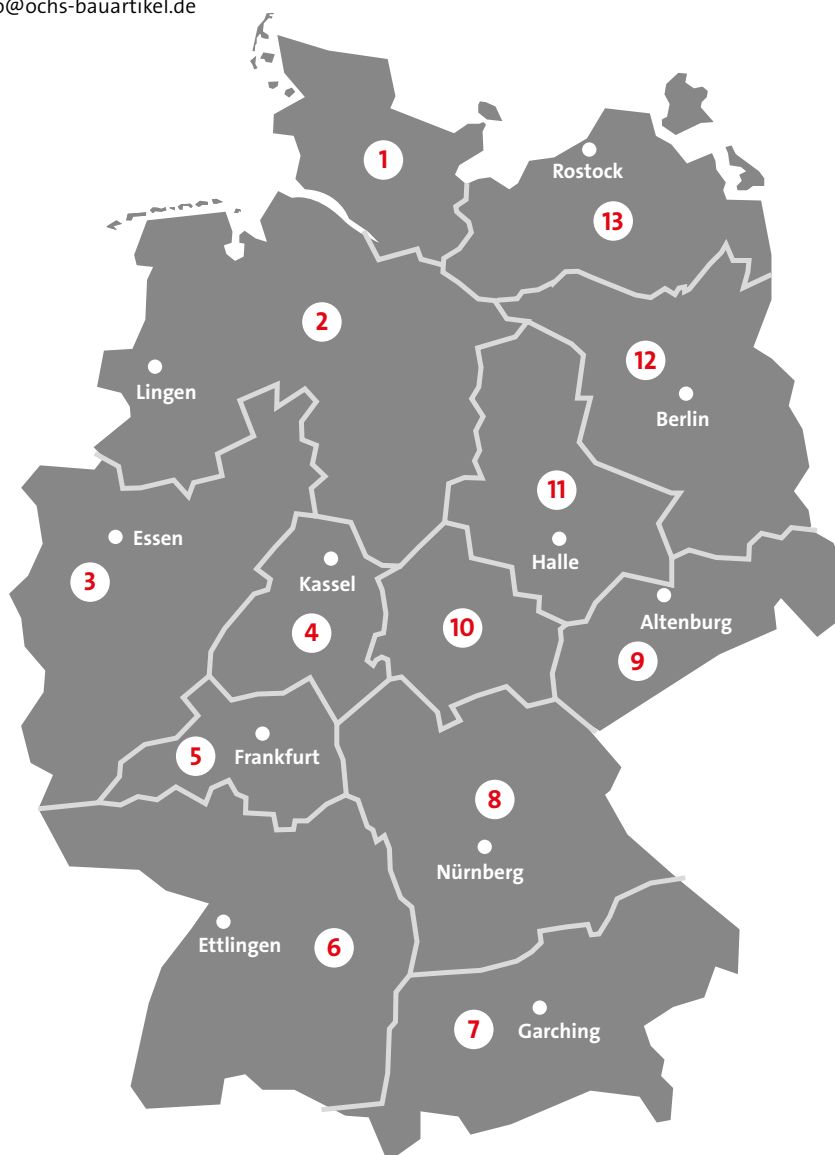 @ochs-bauartikel.de
1
Rostock
13
2
12
Lingen
Berlin
11
Essen
Halle
Kassel
3
Altenburg
10
4
9
5
Frankfurt
8
Nürnberg
Ettlingen
6
7
Garching